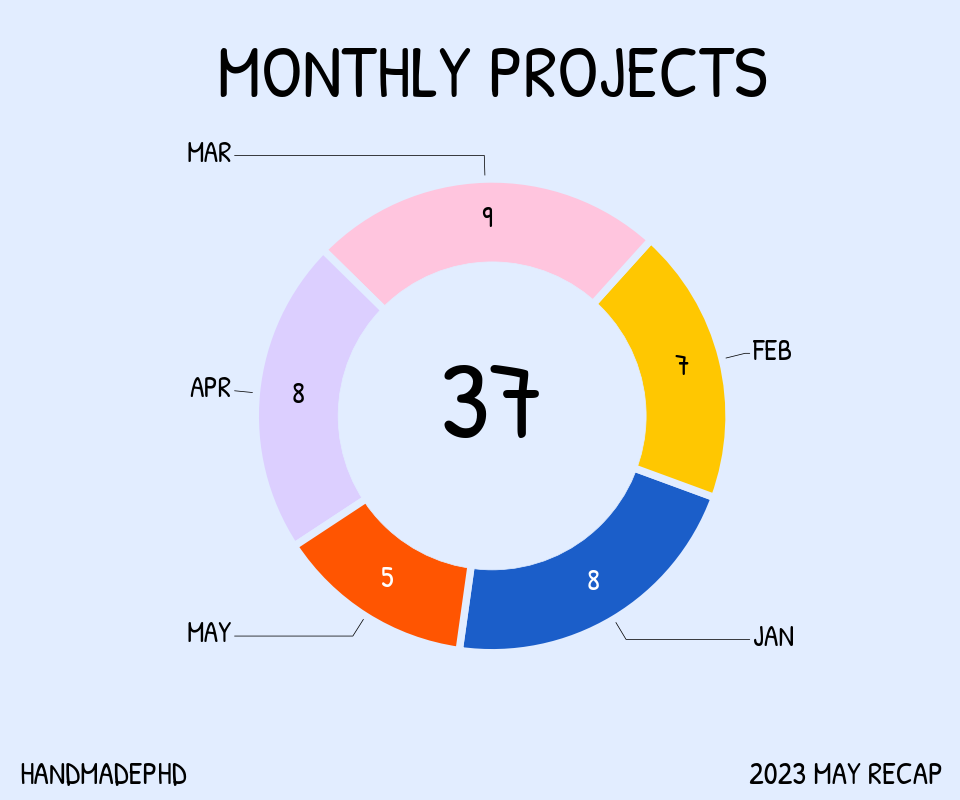 MONTHLY PROJECTS
MAR
9
7
FEB
37
APR
8
5
8
MAY
JAN
HANDMADEPHD
2023 MAY RECAP